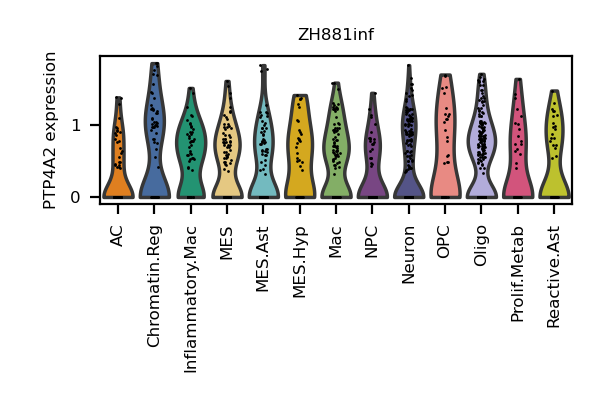 ZH881inf
PTP4A2 expression
1
0
AC
Chromatin.Reg
Inflammatory.Mac
MES
MES.Ast
MES.Hyp
Mac
NPC
Neuron
OPC
Oligo
Prolif.Metab
Reactive.Ast